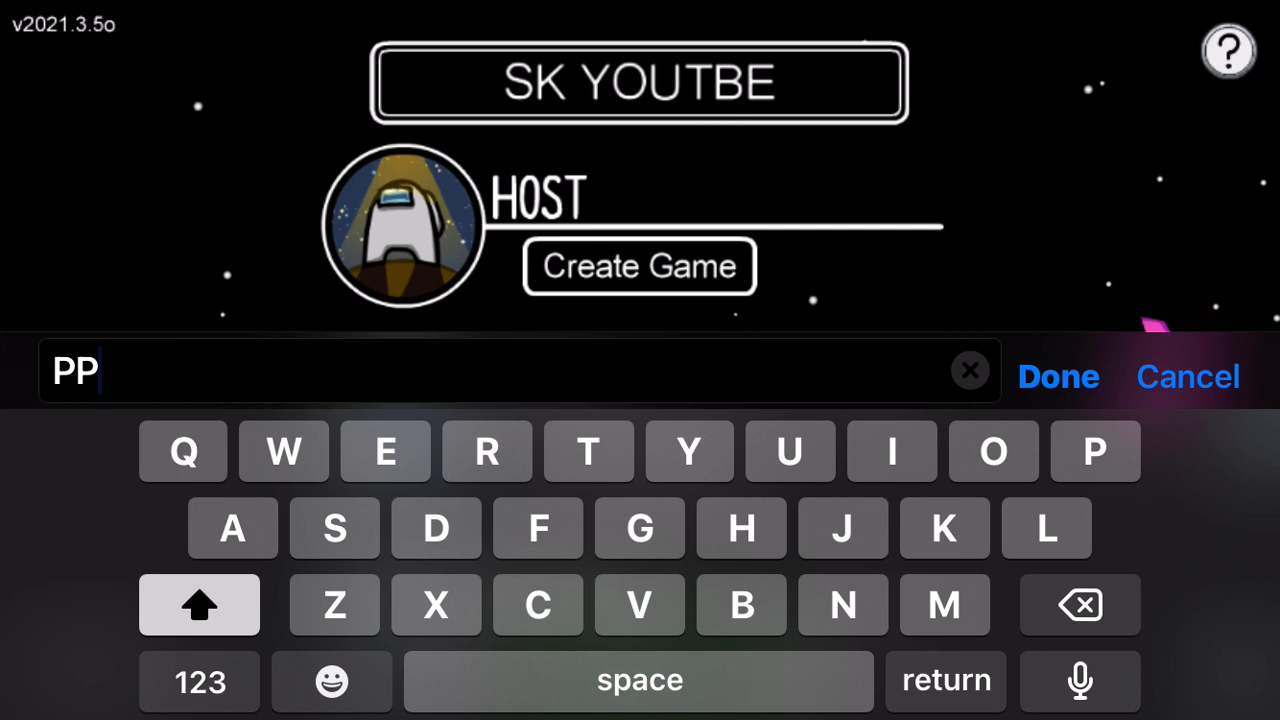 v2021.3.5o
?
SK YOUTBE
HOST
Create Game
PP
Done Cancel
Q W E R T Y U I O P
A S D F G H J K L
Z X C V B N M
123 space return